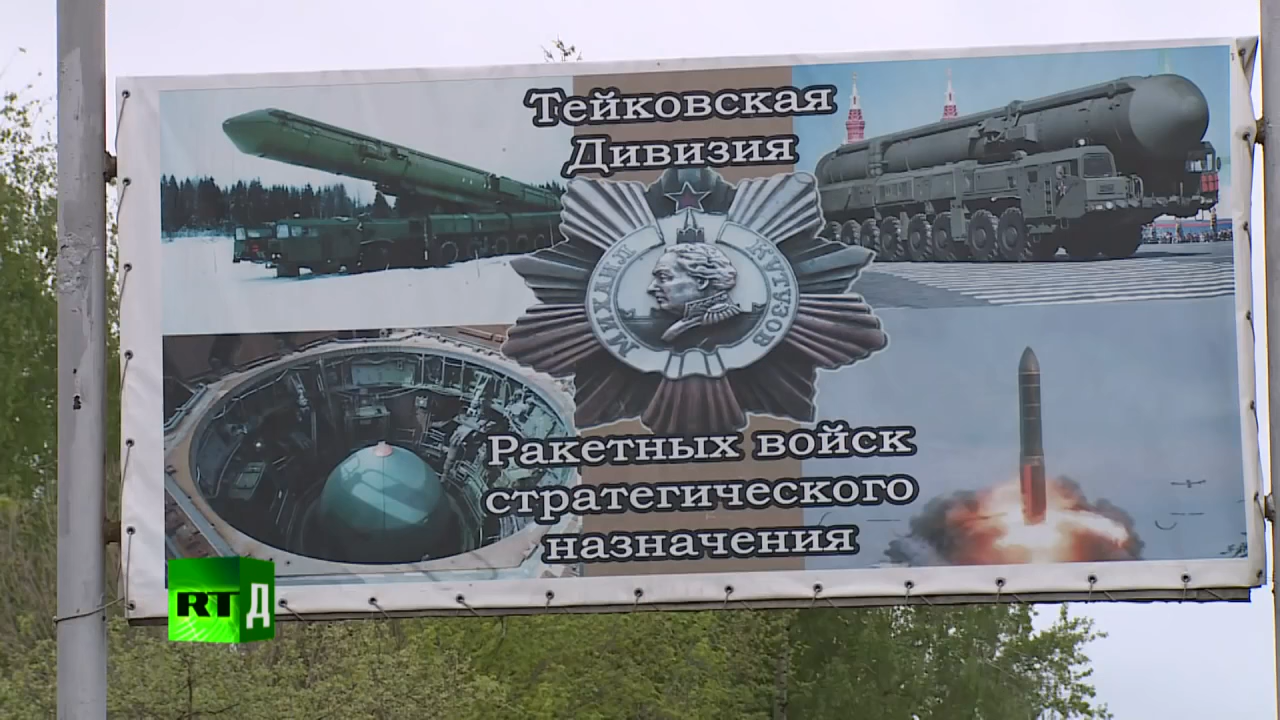 Тейковская
Дивизия
МИХАИЛ КУТУЗОВ
Ракетных войск
стратегического
назначения
RT Д